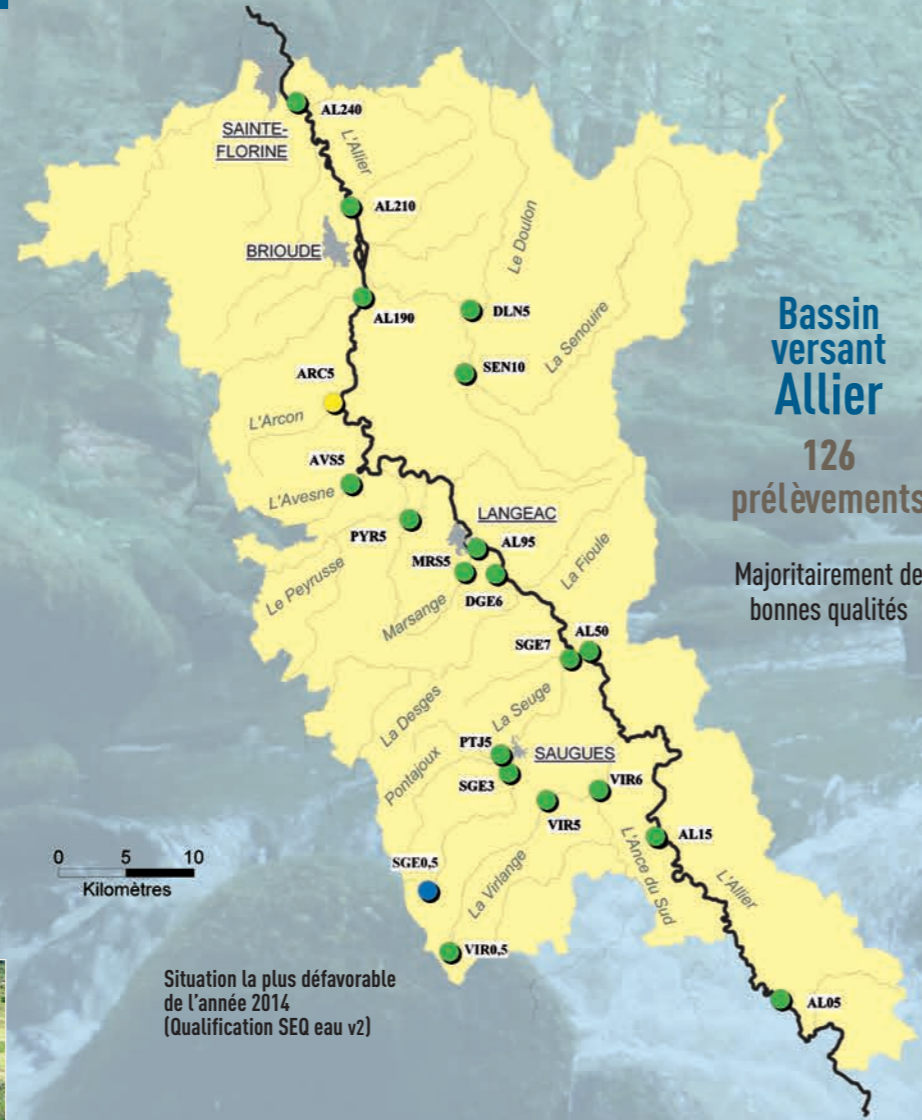 AL240
SAINTE-
FLORINE
L'Allier
AL210
BRIOUDE
Le Doulon
AL190
DLN5
La Senouire
SEN10
ARC5
L'Arcon
AVS5
L'Avesne
PYR5
LANGEAC
AL95
Le Peyrusse
MRS5
Marsange
DGE6
La Fioule
SGE7
AL50
La Desges
La Seuge
Pontajoux
PTJ5
SAUGUES
SGE3
VIR6
VIR5
AL15
L'Ance du Sud
L'Allier
SGE0,5
La Virlange
VIR0,5
AL05
0 5 10
Kilomètres
Bassin
versant
Allier
126
prélèvements
Majoritairement de
bonnes qualités
Situation la plus défavorable
de l'année 2014
(Qualification SEQ eau v2)